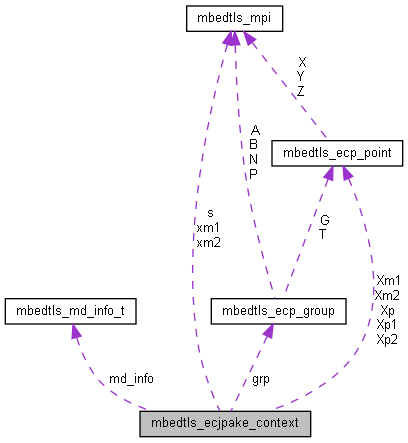 mbedtls_mpi
X
Y
Z
A
B
N
P
mbedtls_ecp_point
s
xm1
xm2
G
T
Xm1
Xm2
Xp
Xp1
Xp2
mbedtls_md_info_t
mbedtls_ecp_group
md_info
grp
mbedtls_ecjpake_context